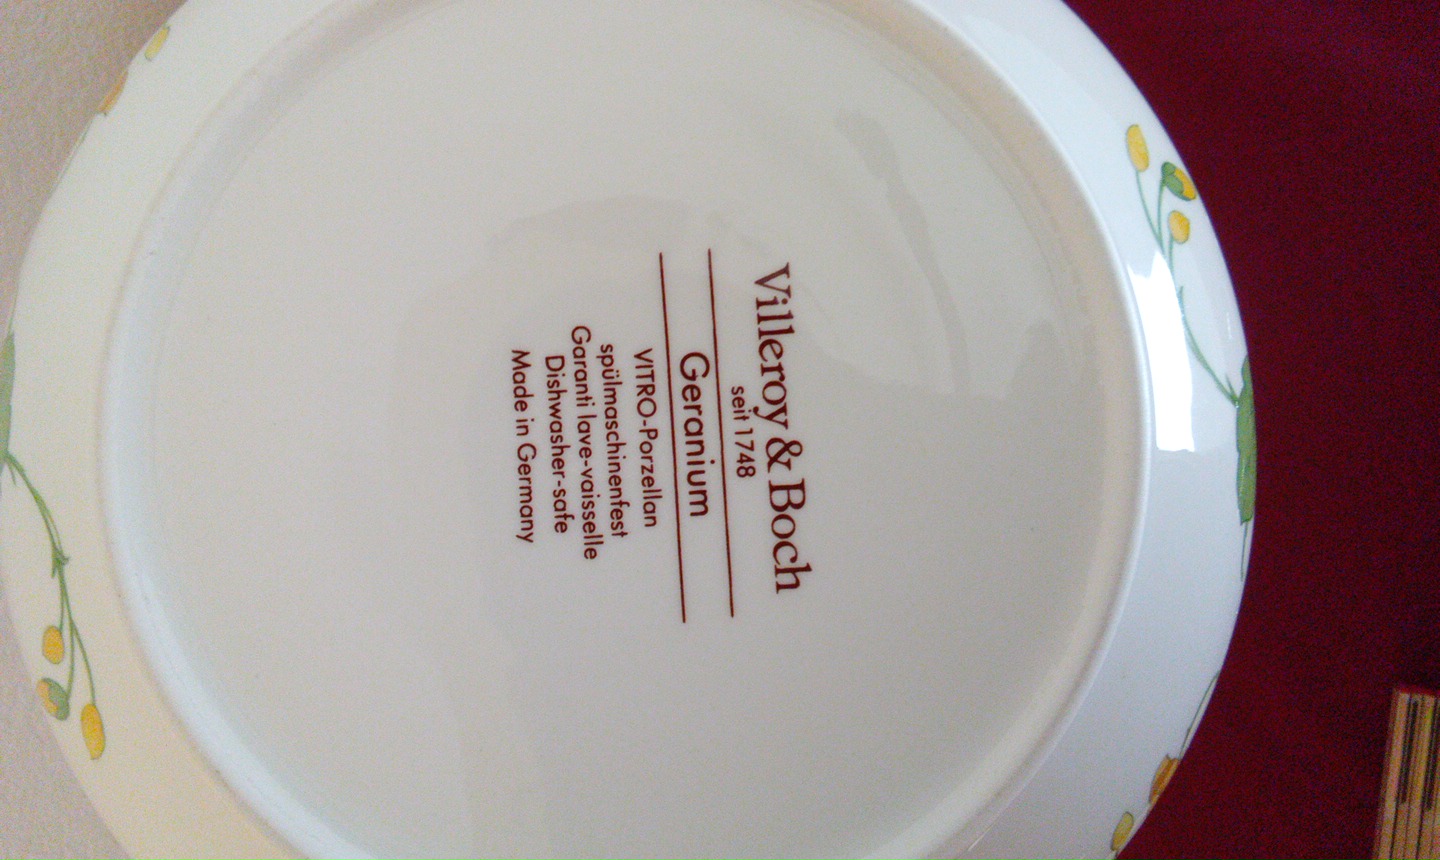 Villeroy & Boch
seit 1748
Geranium
VITRO-Porzellan
spülmaschinenfest
Garanti lave-vaisselle
Dishwasher-safe
Made in Germany